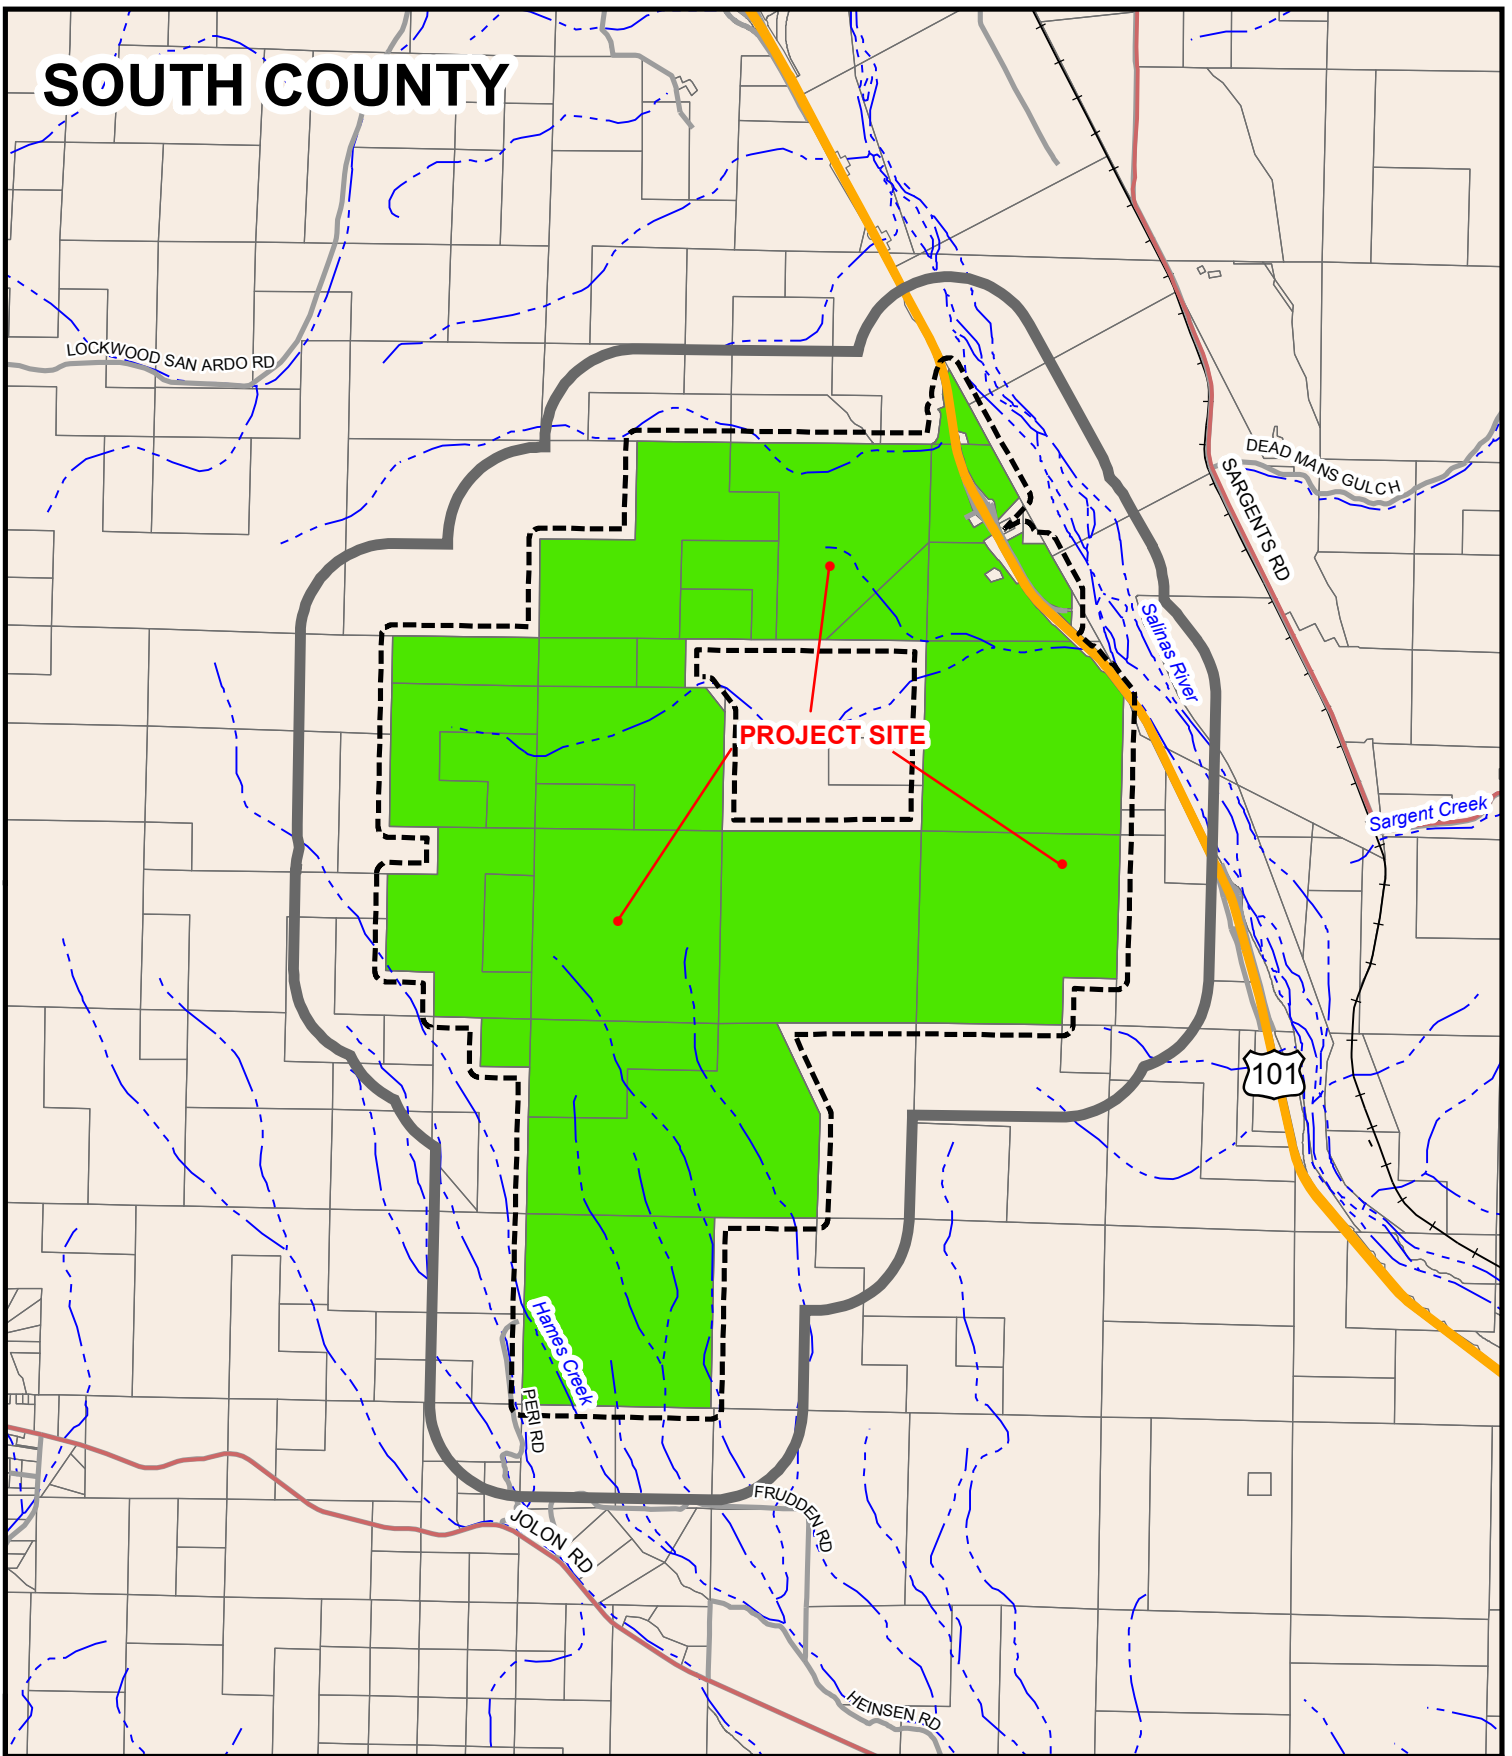 SOUTH COUNTY
LOCKWOOD SAN ARDO RD
DEAD MANS GULCH
SARGENTS RD
Salinas River
PROJECT SITE
Sargent Creek
101
Hames Creek
PERI RD
FRUDDEN RD
JOLON RD
HEINSEN RD